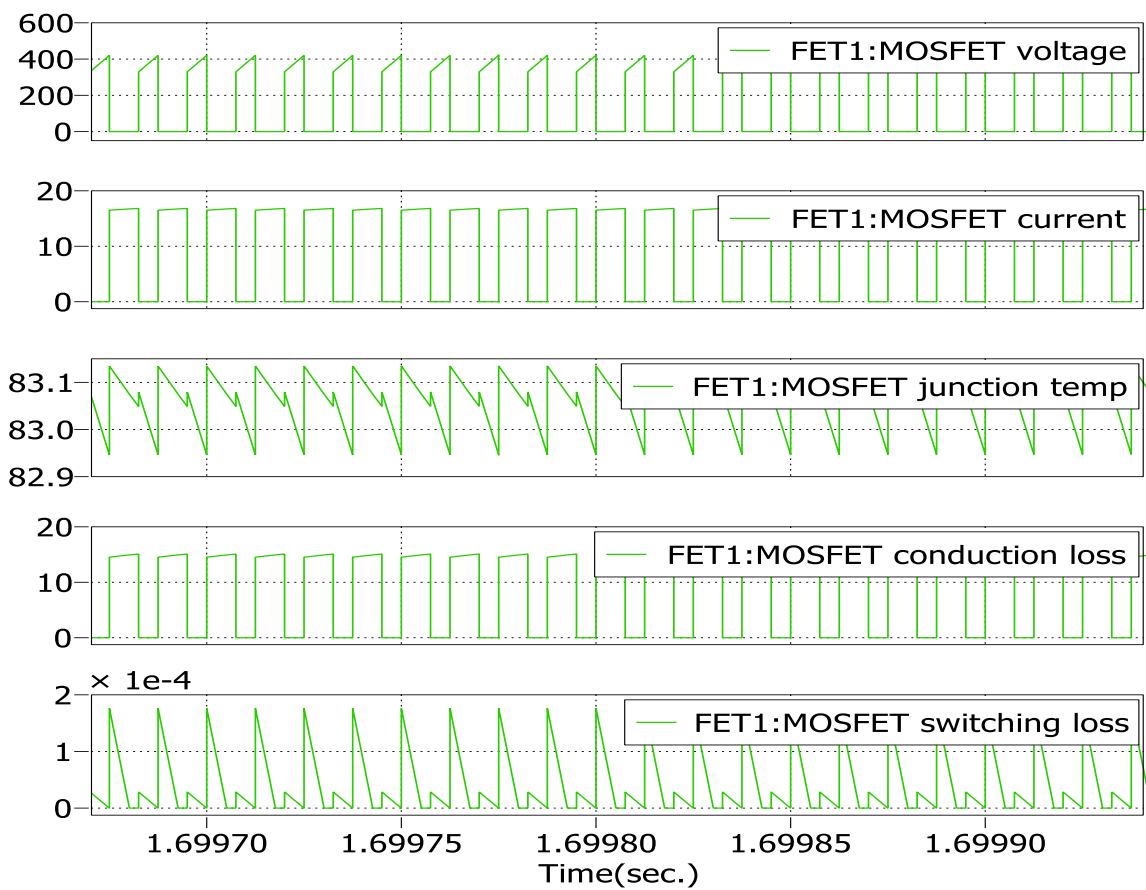 600
FET1:MOSFET voltage
400
200
0
20
FET1:MOSFET current
10
0
FET1:MOSFET junction temp
83.1
83.0
82.9
20
FET1:MOSFET conduction loss
10
0
× 1e-4
2
FET1:MOSFET switching loss
1
0
1.69970 1.69975 1.69980 1.69985 1.69990
Time(sec.)